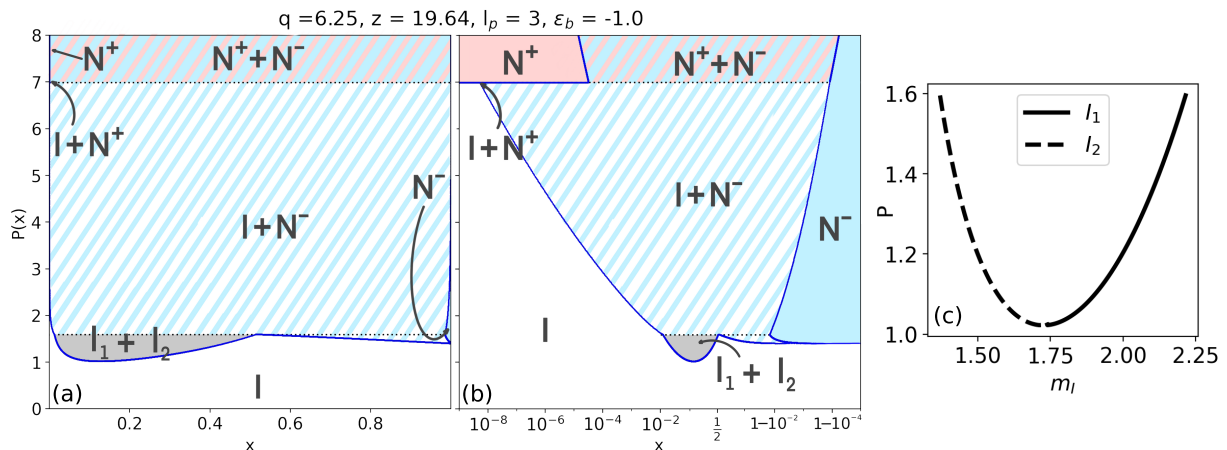 q =6.25, z = 19.64, lₚ = 3, ε_b = -1.0
P(x)
8
7
6
5
4
3
2
1
0
N⁺
N⁺+N⁻
I+N⁺
I+N⁻
N⁻
I₁ + I₂
I
(a)
0.2
0.4
0.6
0.8
x
N⁺
N⁺+N⁻
I+N⁺
I+N⁻
N⁻
I
I₁ + I₂
(b)
10⁻⁸
10⁻⁶
10⁻⁴
10⁻²
1/2
1–10⁻²
1–10⁻⁴
x
P
1.6
1.4
1.2
1.0
I₁
I₂
(c)
1.50
1.75
2.00
2.25
m_I